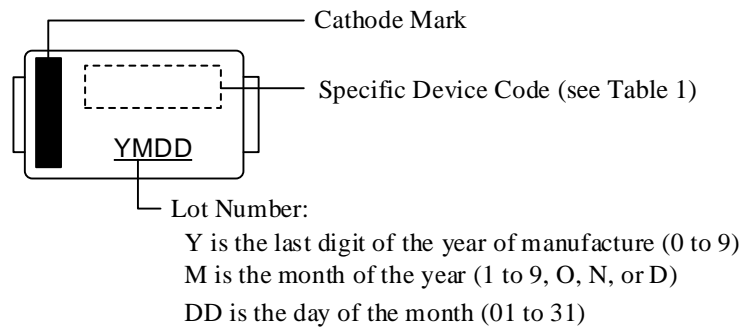 Cathode Mark
Specific Device Code (see Table 1)
YMDD
Lot Number:
Y is the last digit of the year of manufacture (0 to 9)
M is the month of the year (1 to 9, O, N, or D)
DD is the day of the month (01 to 31)